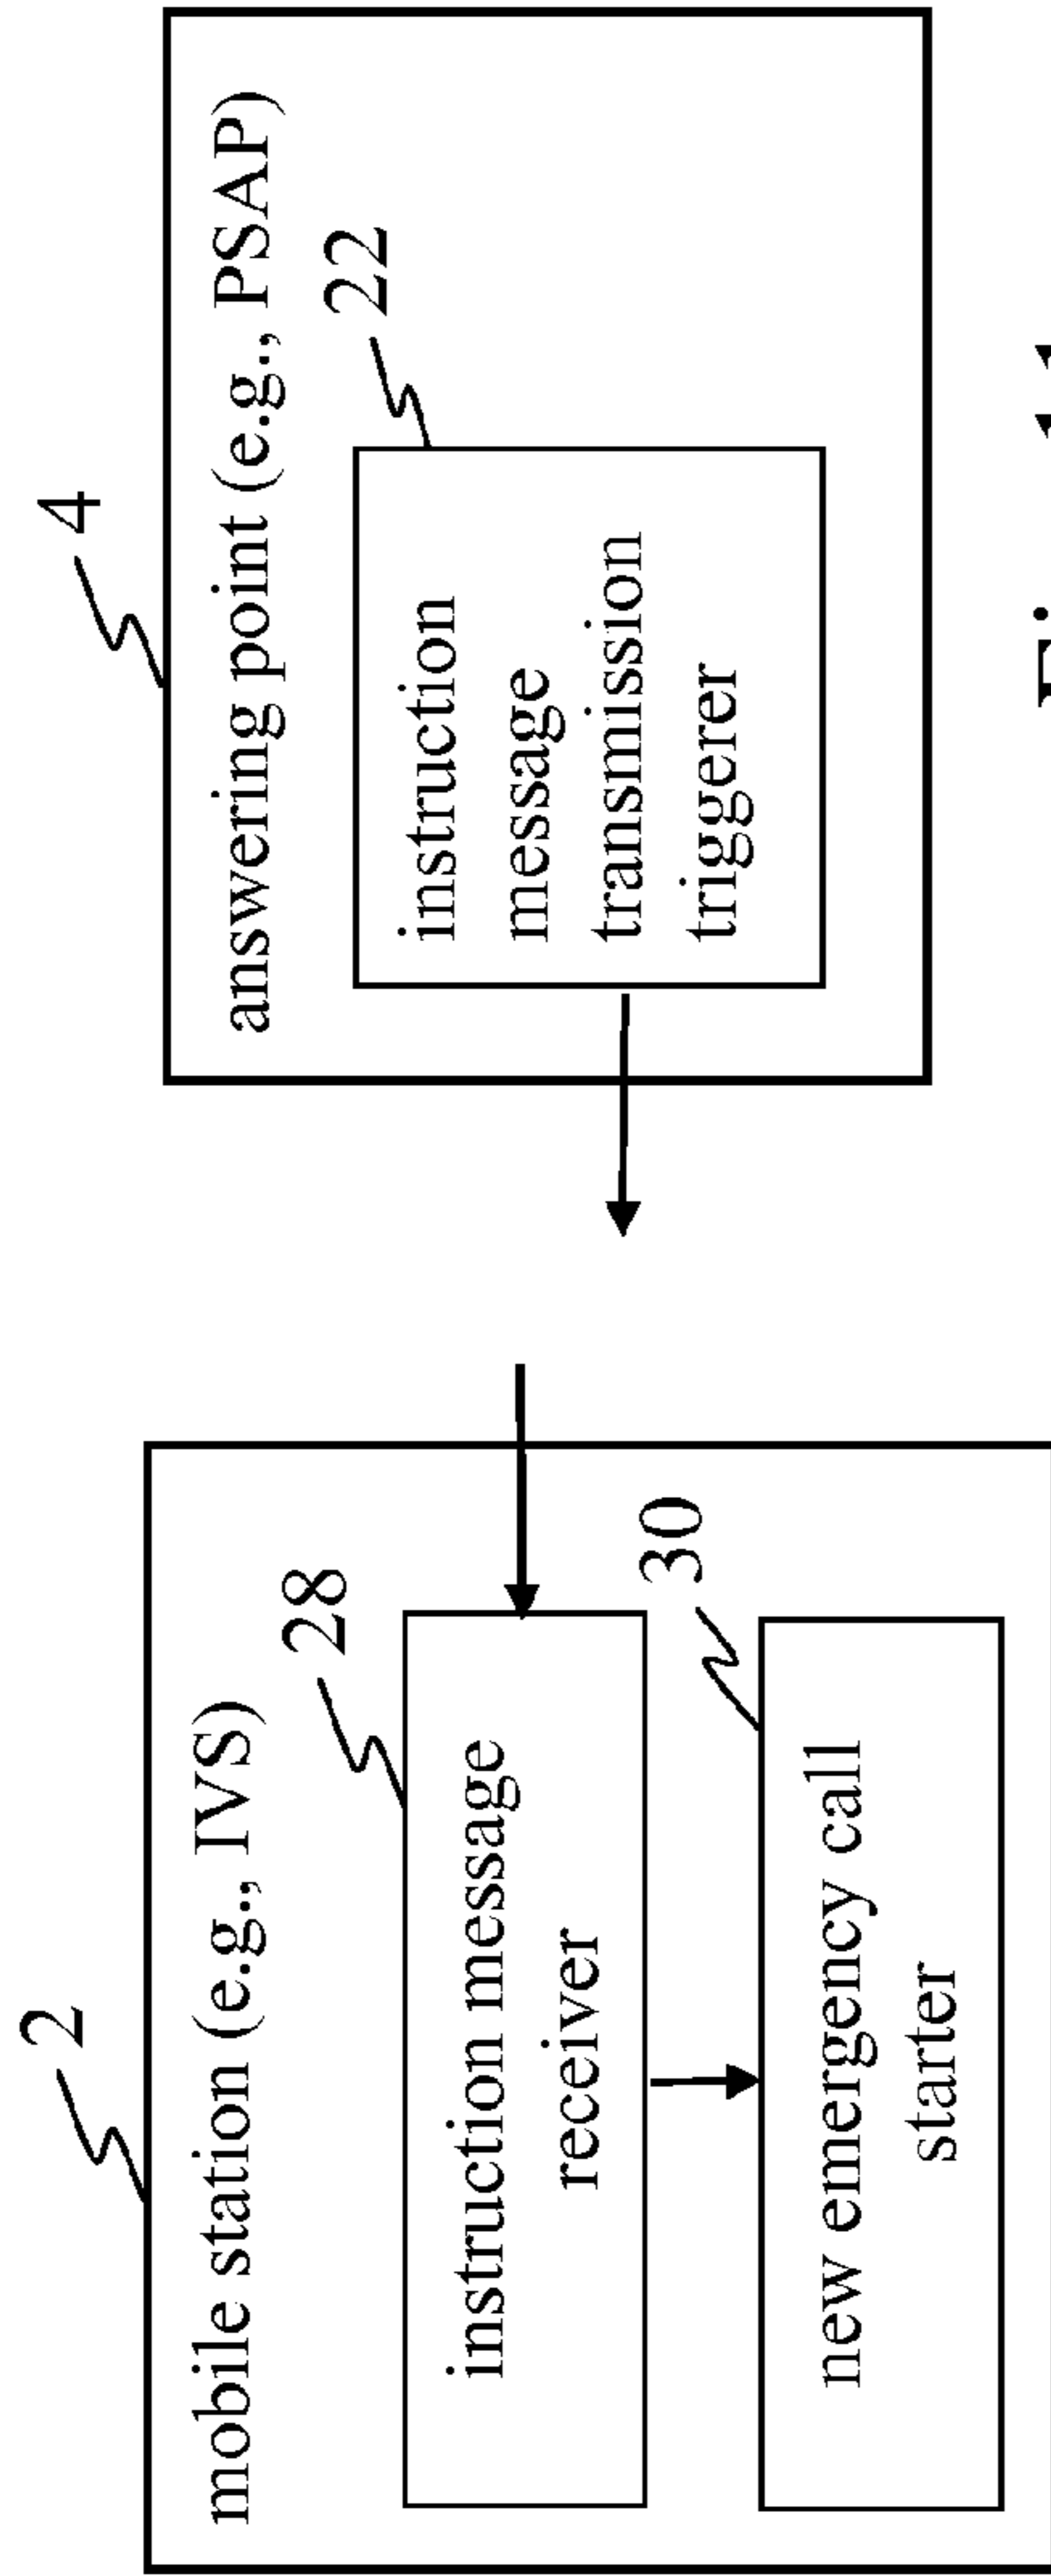 2
mobile station (e.g., IVS)
28
instruction message
receiver
30
new emergency call
starter
4
answering point (e.g., PSAP)
22
instruction
message
transmission
triggerer